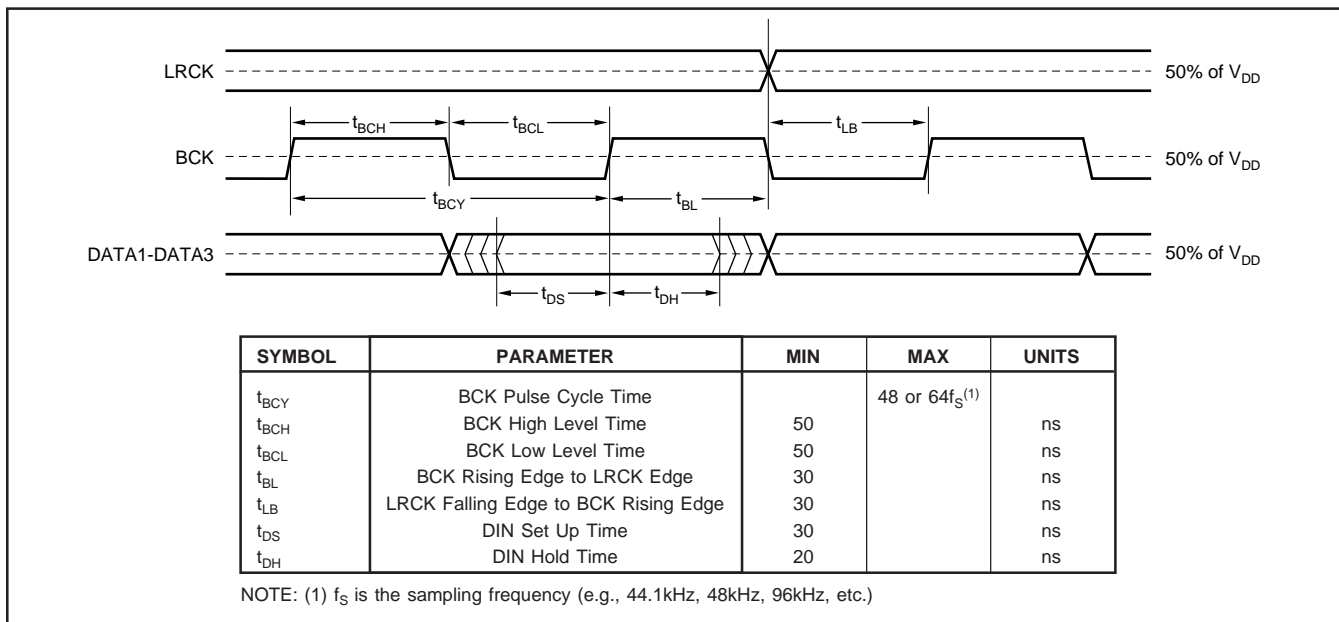 LRCK
50% of VDD
tBCH
tBCL
tLB
BCK
50% of VDD
tBCY
tBL
DATA1-DATA3
50% of VDD
tDS
tDH
SYMBOL PARAMETER MIN MAX UNITS
tBCY BCK Pulse Cycle Time 48 or 64fS(1)
tBCH BCK High Level Time 50 ns
tBCL BCK Low Level Time 50 ns
tBL BCK Rising Edge to LRCK Edge 30 ns
tLB LRCK Falling Edge to BCK Rising Edge 30 ns
tDS DIN Set Up Time 30 ns
tDH DIN Hold Time 20 ns
NOTE: (1) fS is the sampling frequency (e.g., 44.1kHz, 48kHz, 96kHz, etc.)